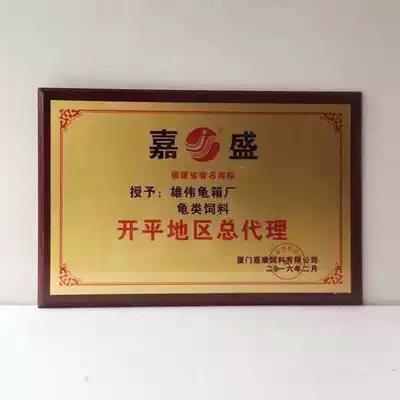 嘉 盛
福建省著名商标
授予：雄伟龟箱厂
龟类饲料
开平地区总代理
厦门嘉康饲料有限公司
二〇一六年二月